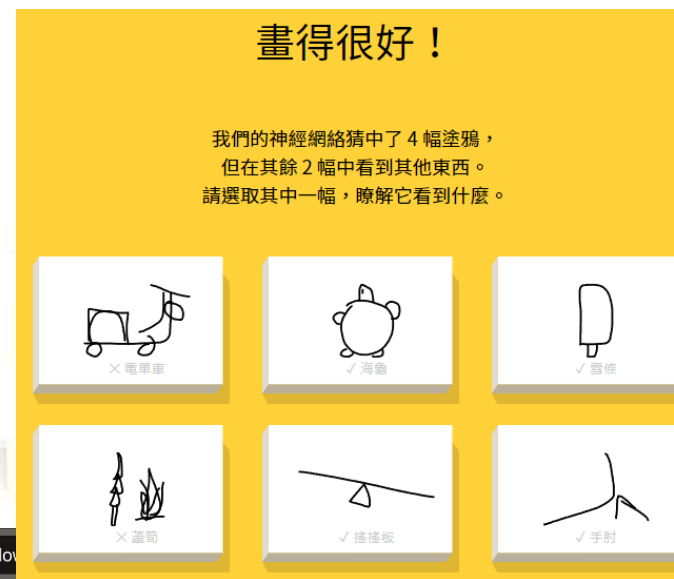 畫得很好！
我們的神經網絡猜中了 4 幅塗鴉，
但在其餘 2 幅中看到其他東西。
請選取其中一幅，瞭解它看到什麼。
✕ 電單車
✓ 海龜
✓ 雪條
✕ 蘆筍
✓ 搖搖板
✓ 手肘